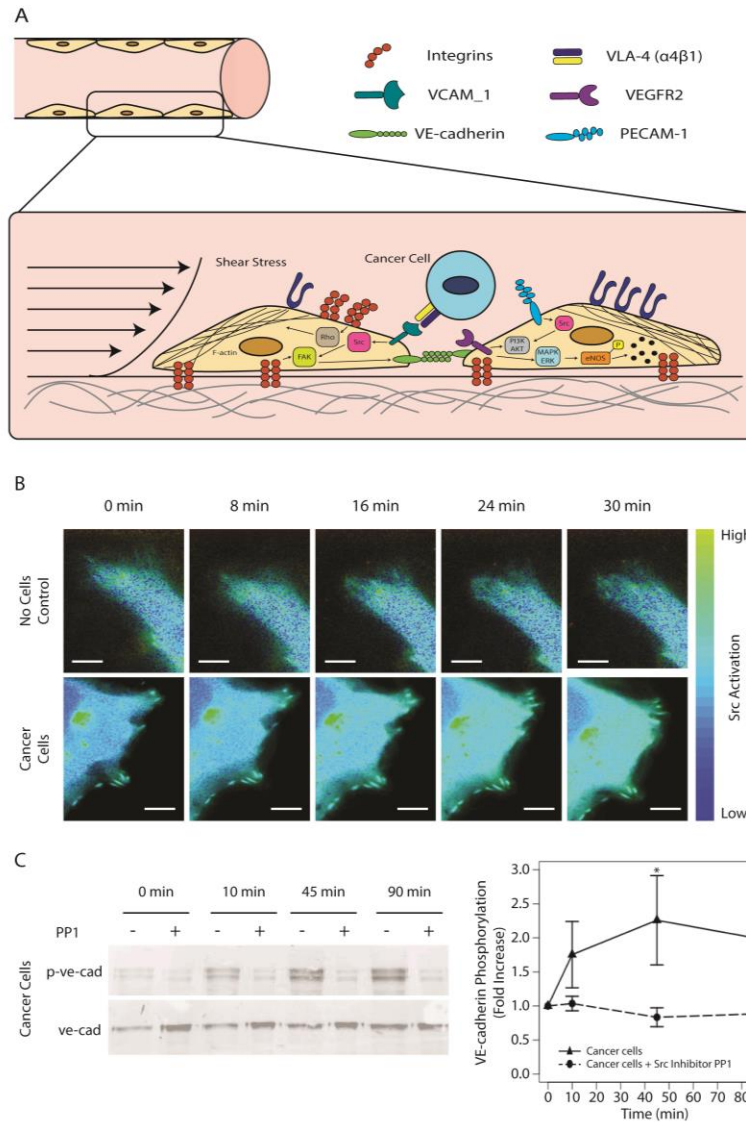 A
Integrins
VLA-4 (α4β1)
VCAM_1
VEGFR2
VE-cadherin
PECAM-1
Shear Stress
Cancer Cell
F-actin
Rho
Src
FAK
Src
PI3K
AKT
MAPK
ERK
eNOS
P
B
0 min 8 min 16 min 24 min 30 min
No Cells
Control
Cancer
Cells
High
Src Activation
Low
C
0 min 10 min 45 min 90 min
PP1 - + - + - + - +
Cancer Cells
p-ve-cad
ve-cad
VE-cadherin Phosphorylation
(Fold Increase)
3.0
2.5
2.0
1.5
1.0
0.5
0.0
*
Cancer cells
Cancer cells + Src Inhibitor PP1
0 10 20 30 40 50 60 70 80
Time (min)